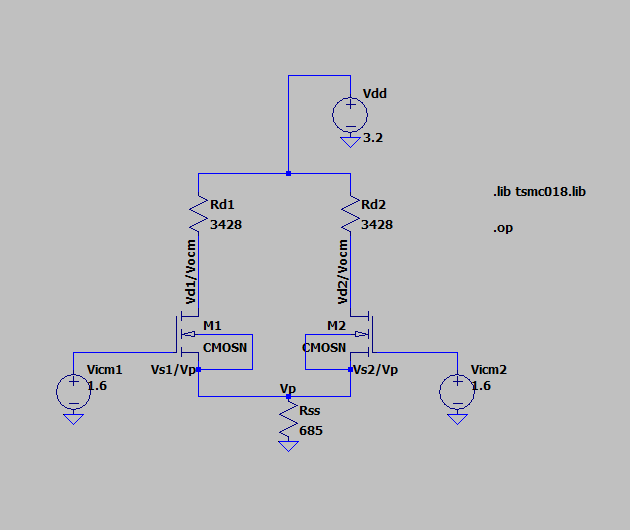 Vdd
3.2
Rd1
3428
Rd2
3428
.lib tsmc018.lib
.op
Vd1/Vocm
Vd2/Vocm
M1
CMOSN
M2
CMOSN
Vicm1
1.6
Vs1/Vp
Vs2/Vp
Vicm2
1.6
Vp
Rss
685